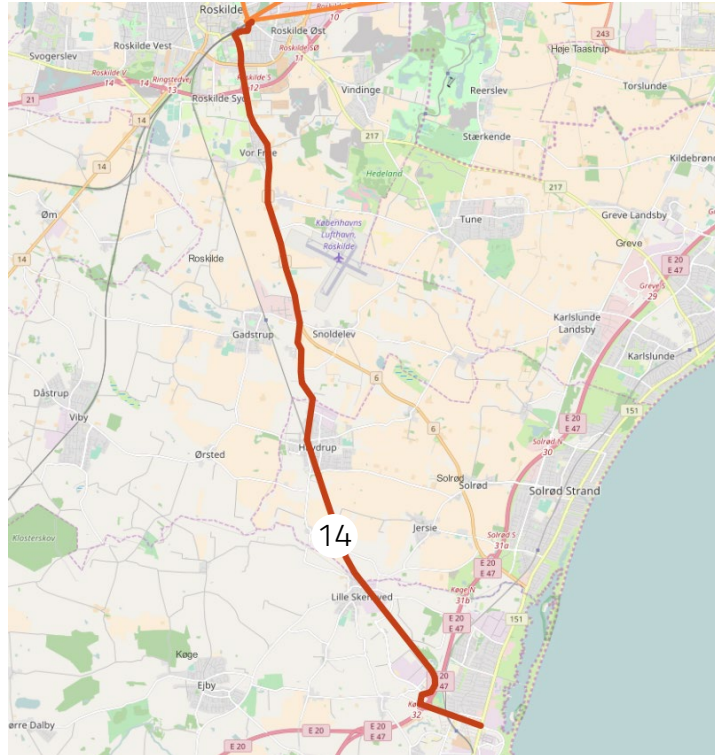 Roskilde
10
Svogerslev
Roskilde Vest
Roskilde Øst
Roskilde SØ
11
243
Høje Taastrup
Roskilde V
14
Ringstedvej
13
Roskilde S
12
21
Roskilde Syd
Vindinge
Reerslev
Torslunde
14
217
Stærkende
Vor Frue
Kildebrønde
14
Hedeland
217
Øm
Københavns
Lufthavn,
Roskilde
Tune
Greve Landsby
Greve
14
Roskilde
E 20
E 47
Greve S
29
Gadstrup
Snoldelev
Karlslunde
Landsby
Karlslunde
6
Dåstrup
Viby
151
E 20
E 47
6
Solrød N
30
Ørsted
Havdrup
Solrød
Solrød
Solrød Strand
Klosterskov
14
Jersie
Solrød S
31a
E 20
E 47
Køge N
31b
Lille Skensved
E 20
E 47
151
Køge
Ejby
20
47
32
E 20
E 20